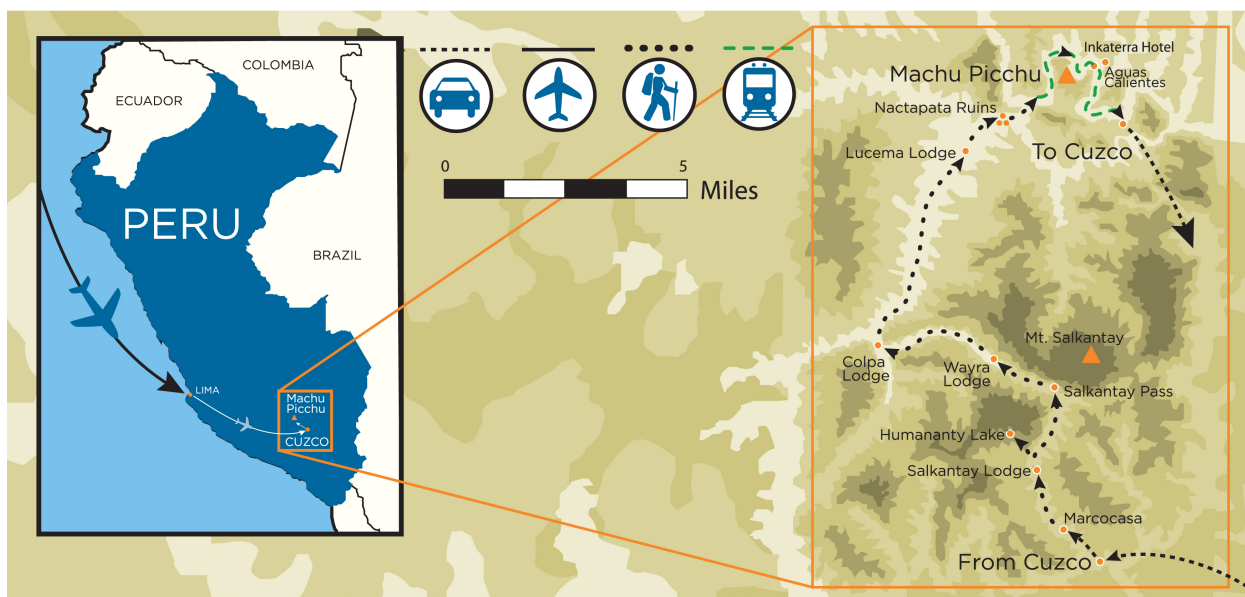 COLOMBIA
ECUADOR
PERU
BRAZIL
LIMA
Machu
Picchu
CUZCO
0
5
Miles
Inkaterra Hotel
Machu Picchu
Aguas
Calientes
Nactapata Ruins
Lucema Lodge
To Cuzco
Mt. Salkantay
Colpa
Lodge
Wayra
Lodge
Salkantay Pass
Humananty Lake
Salkantay Lodge
Marcocasa
From Cuzco